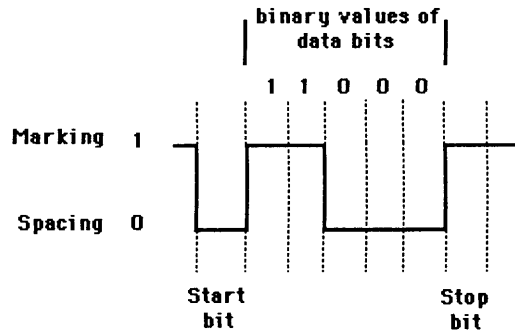 binary values of
data bits
1 1 0 0 0
Marking 1
Spacing 0
Start
bit
Stop
bit